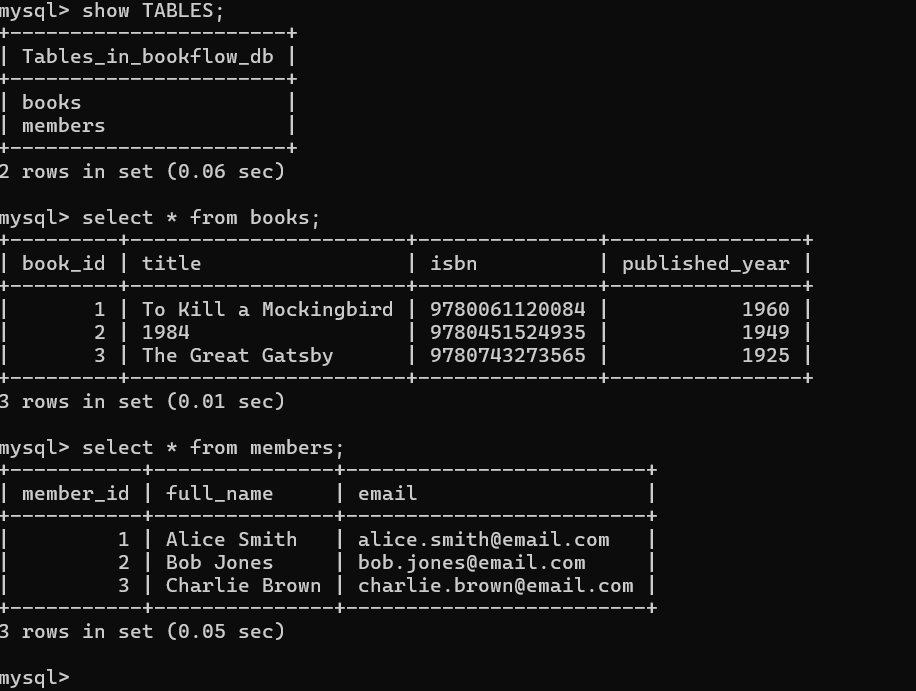 mysql> show TABLES;
+-----------------------+
| Tables_in_bookflow_db |
+-----------------------+
| books                 |
| members               |
+-----------------------+
2 rows in set (0.06 sec)

mysql> select * from books;
+---------+-----------------------+---------------+----------------+
| book_id | title                 | isbn          | published_year |
+---------+-----------------------+---------------+----------------+
|       1 | To Kill a Mockingbird | 9780061120084 |           1960 |
|       2 | 1984                  | 9780451524935 |           1949 |
|       3 | The Great Gatsby      | 9780743273565 |           1925 |
+---------+-----------------------+---------------+----------------+
3 rows in set (0.01 sec)

mysql> select * from members;
+-----------+---------------+-------------------------+
| member_id | full_name     | email                   |
+-----------+---------------+-------------------------+
|         1 | Alice Smith   | alice.smith@email.com   |
|         2 | Bob Jones     | bob.jones@email.com     |
|         3 | Charlie Brown | charlie.brown@email.com |
+-----------+---------------+-------------------------+
3 rows in set (0.05 sec)

mysql>